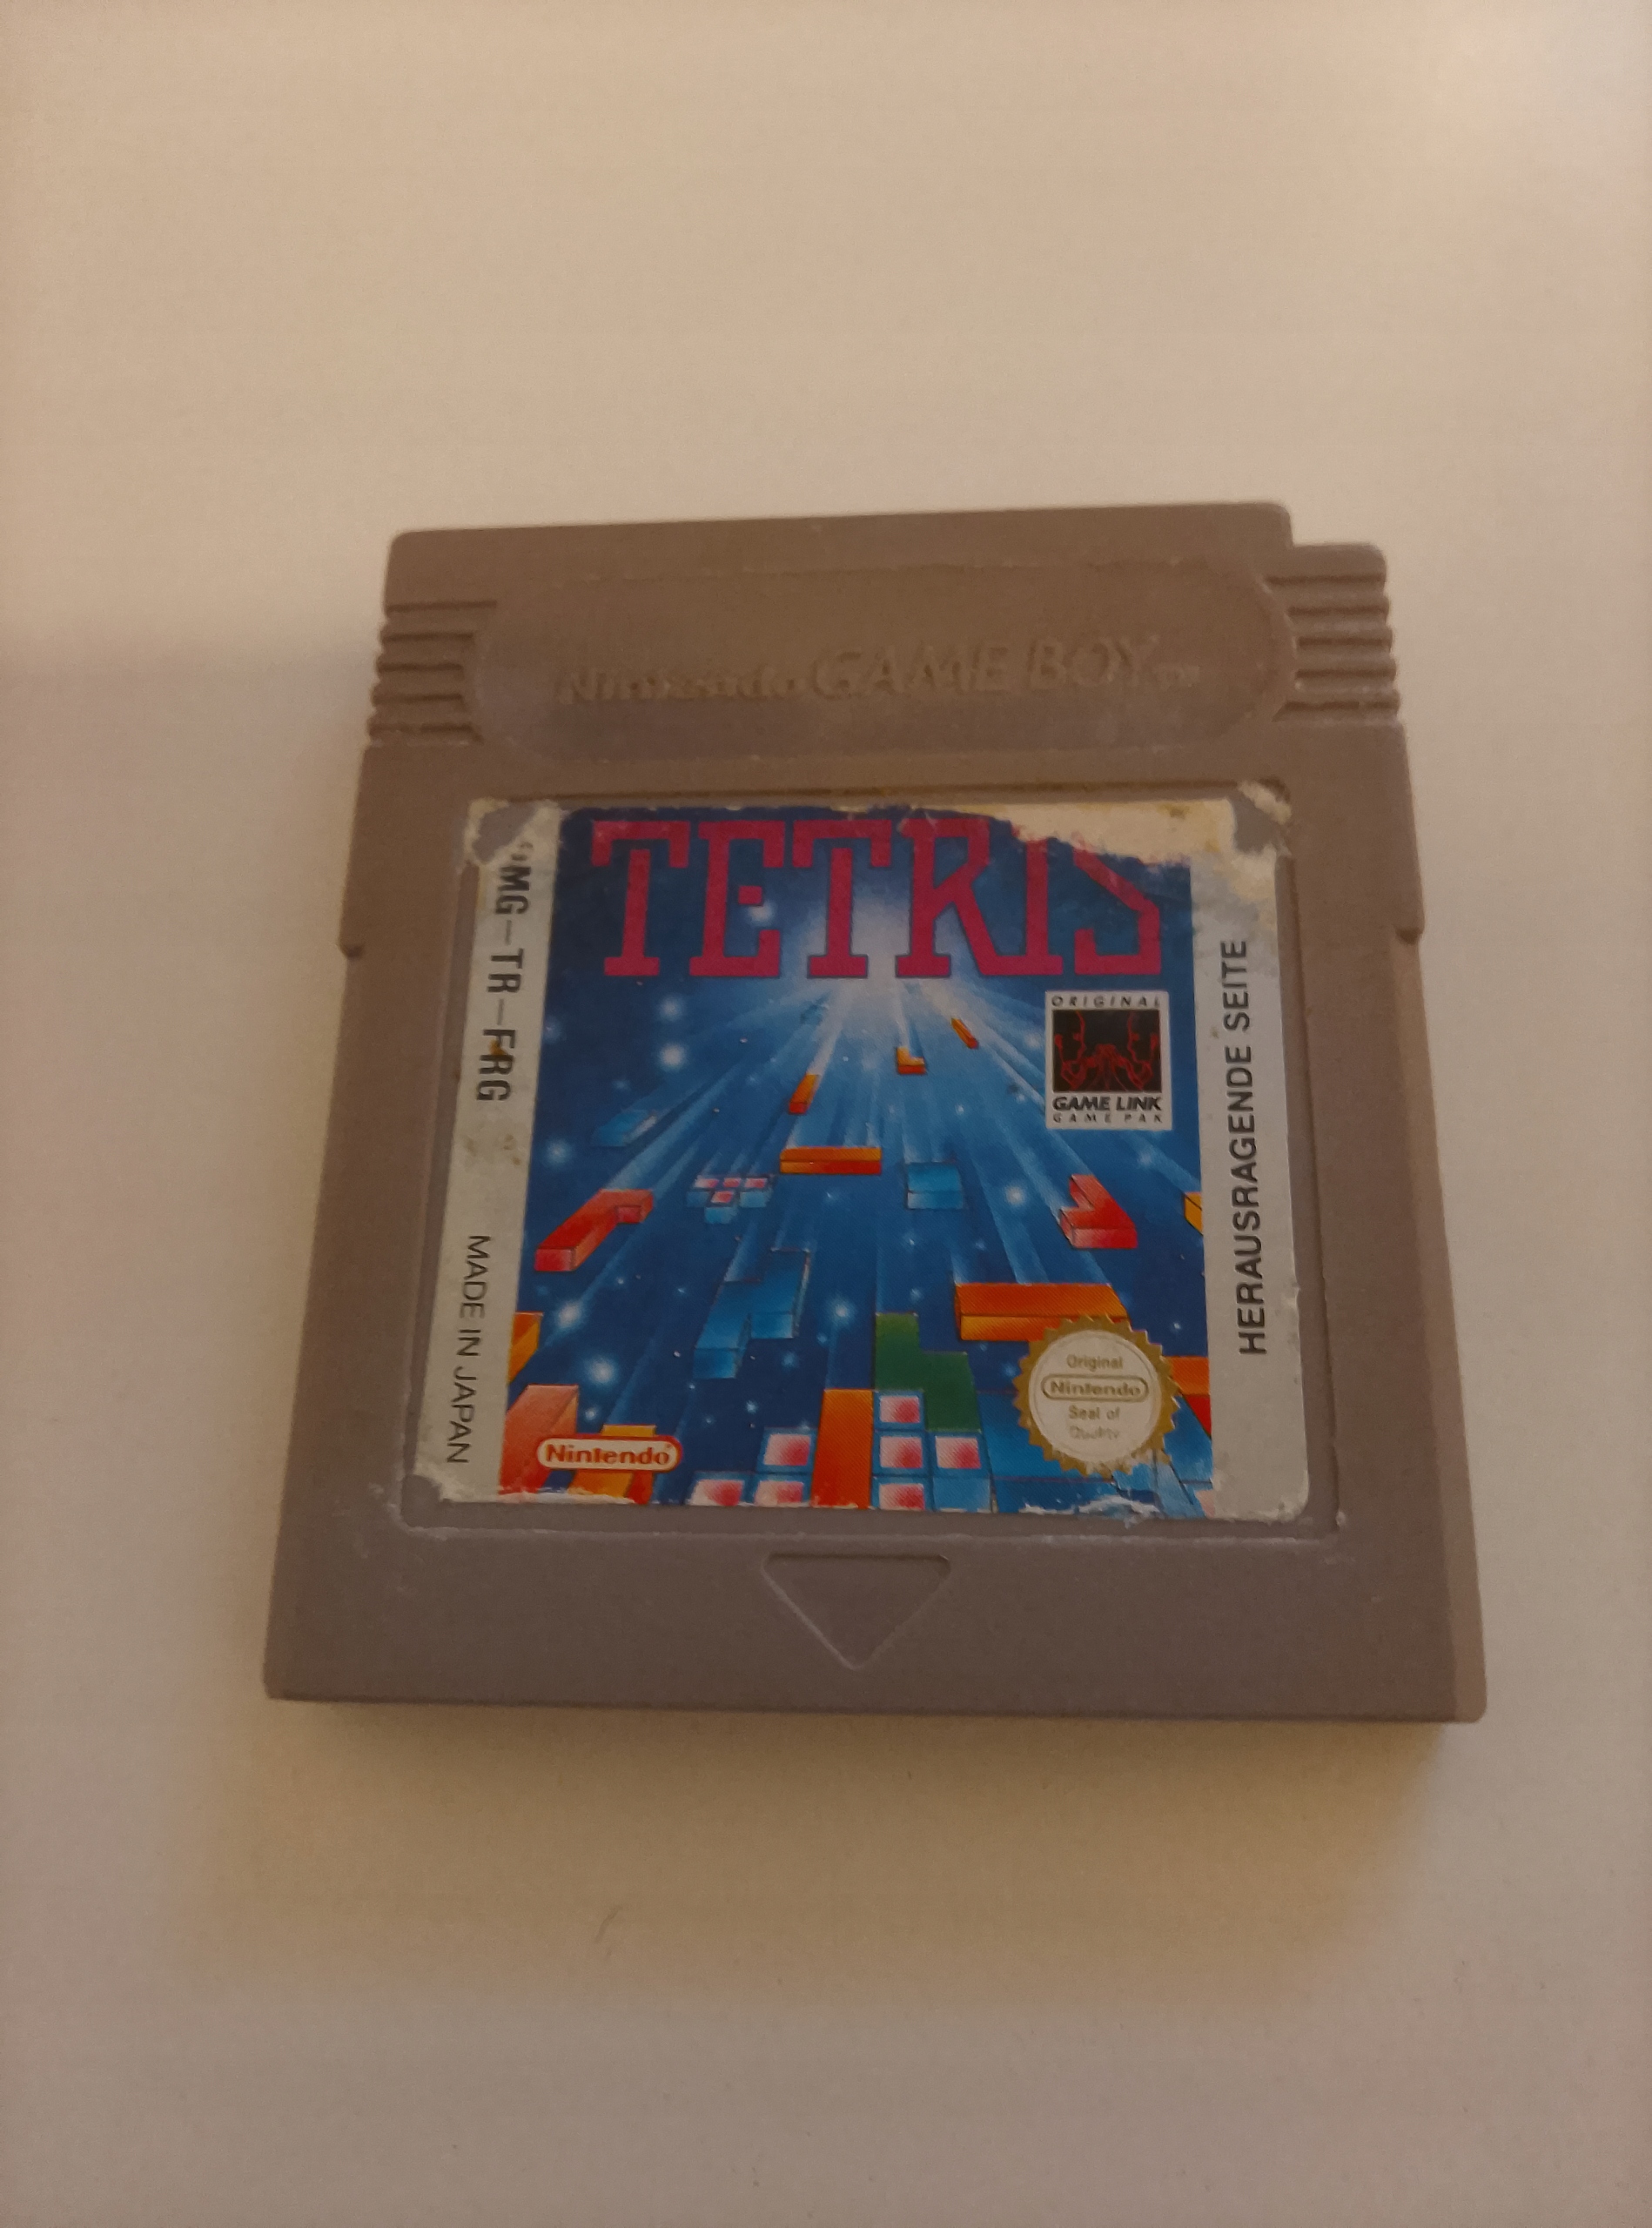 Nintendo GAME BOY TM
TETRIS
MG-TR-FRG
MADE IN JAPAN
ORIGINAL
GAME LINK
GAME PAK
HERAUSRAGENDE SEITE
Original
Nintendo
Seal of
Quality
Nintendo